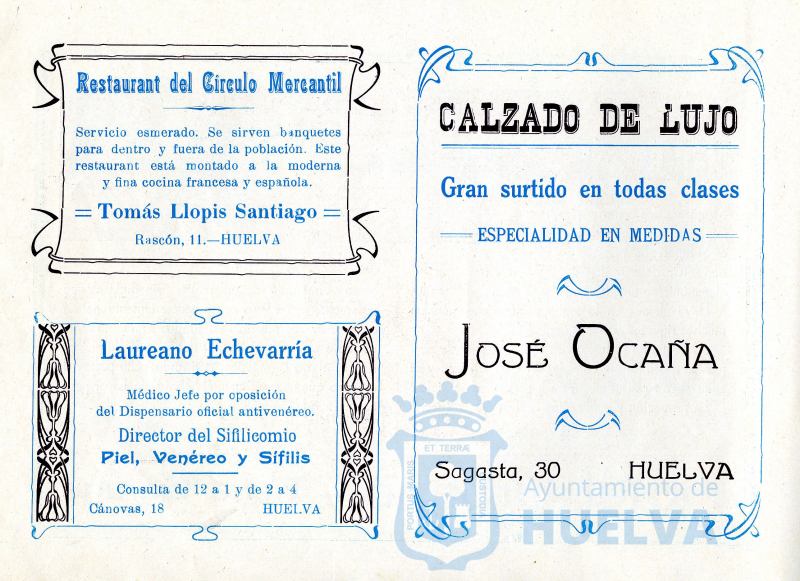 Restaurant del Círculo Mercantil
Servicio esmerado. Se sirven banquetes
para dentro y fuera de la población. Este
restaurant está montado a la moderna
y fina cocina francesa y española.
Tomás Llopis Santiago
Rascón, 11.—HUELVA
Laureano Echevarría
Médico Jefe por oposición
del Dispensario oficial antivenéreo.
Director del Sifilicomio
Piel, Venéreo y Sífilis
Consulta de 12 a 1 y de 2 a 4
Cánovas, 18 HUELVA
CALZADO DE LUJO
Gran surtido en todas clases
ESPECIALIDAD EN MEDIDAS
JOSÉ OCAÑA
Sagasta, 30 HUELVA
PORTUS MARIS
ET TERRÆ
CUSTODIA
Ayuntamiento de
HUELVA